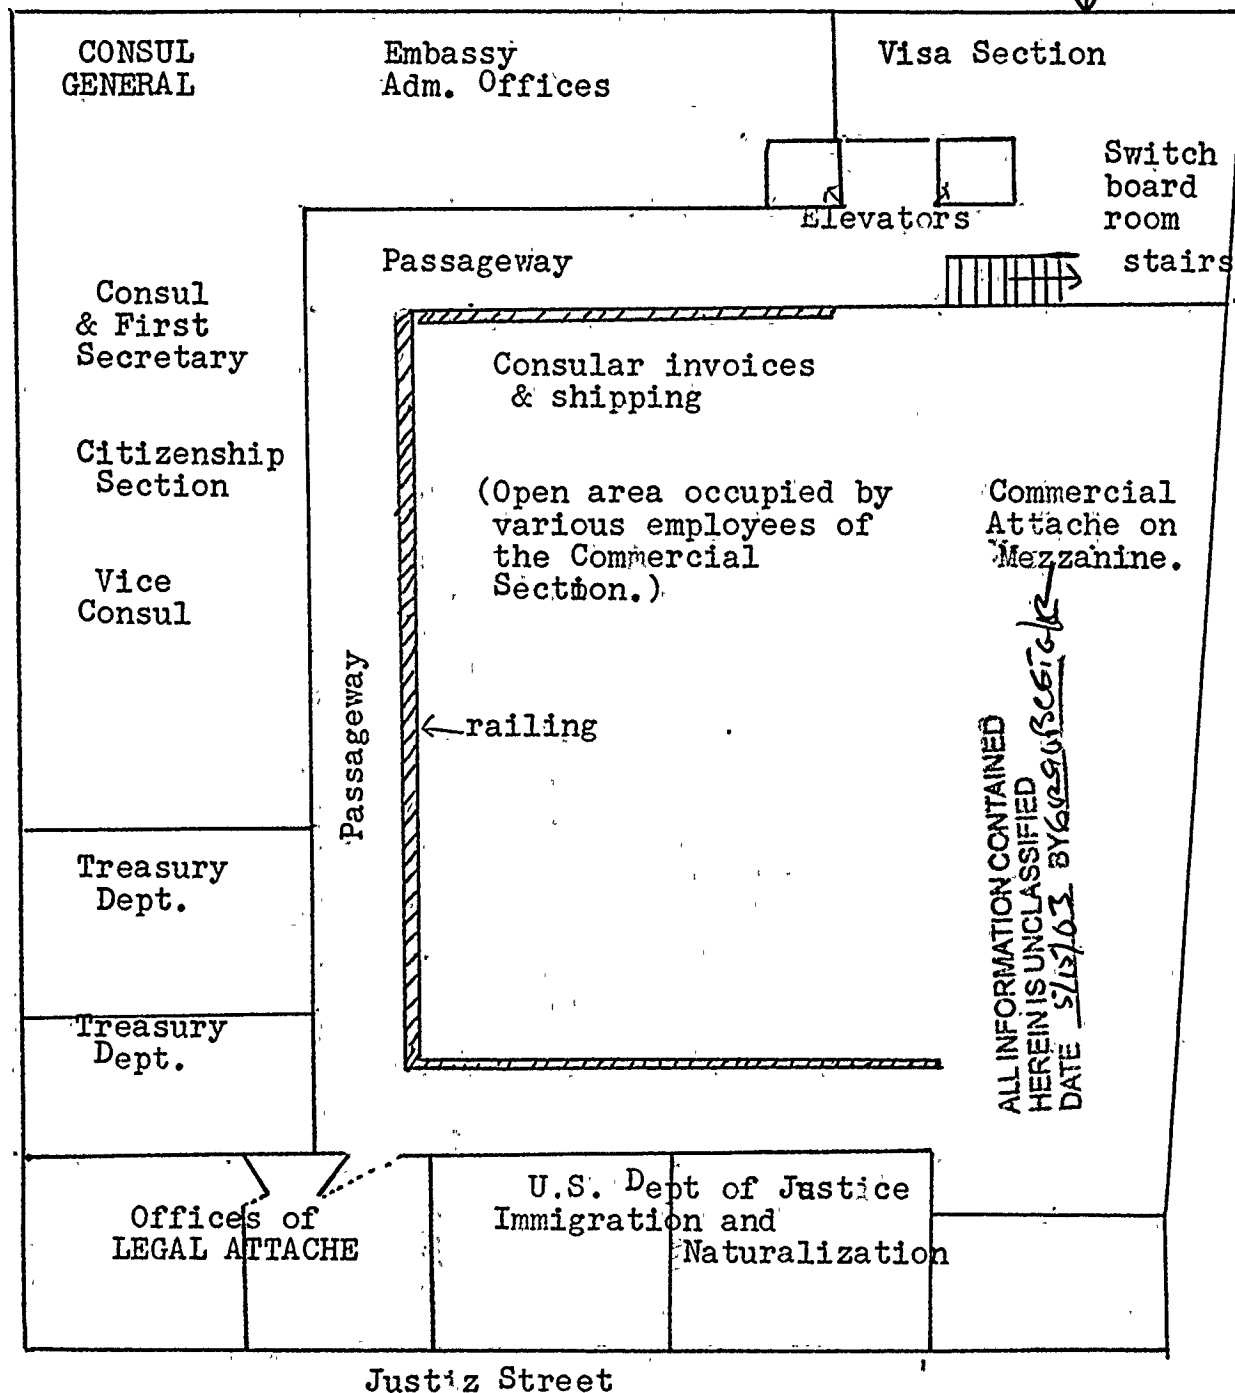 CONSUL
GENERAL
Embassy
Adm. Offices
Visa Section
Switch
board
room
Elevators
stairs
Passageway
Consul
& First
Secretary
Consular invoices
& shipping
Citizenship
Section
(Open area occupied by
various employees of
the Commercial
Section.)
Commercial
Attache on
Mezzanine.
Vice
Consul
Passageway
railing
ALL INFORMATION CONTAINED
HEREIN IS UNCLASSIFIED
DATE BY
Treasury
Dept.
Treasury
Dept.
Offices of
LEGAL ATTACHE
U.S. Dept of Justice
Immigration and
Naturalization
Justiz Street